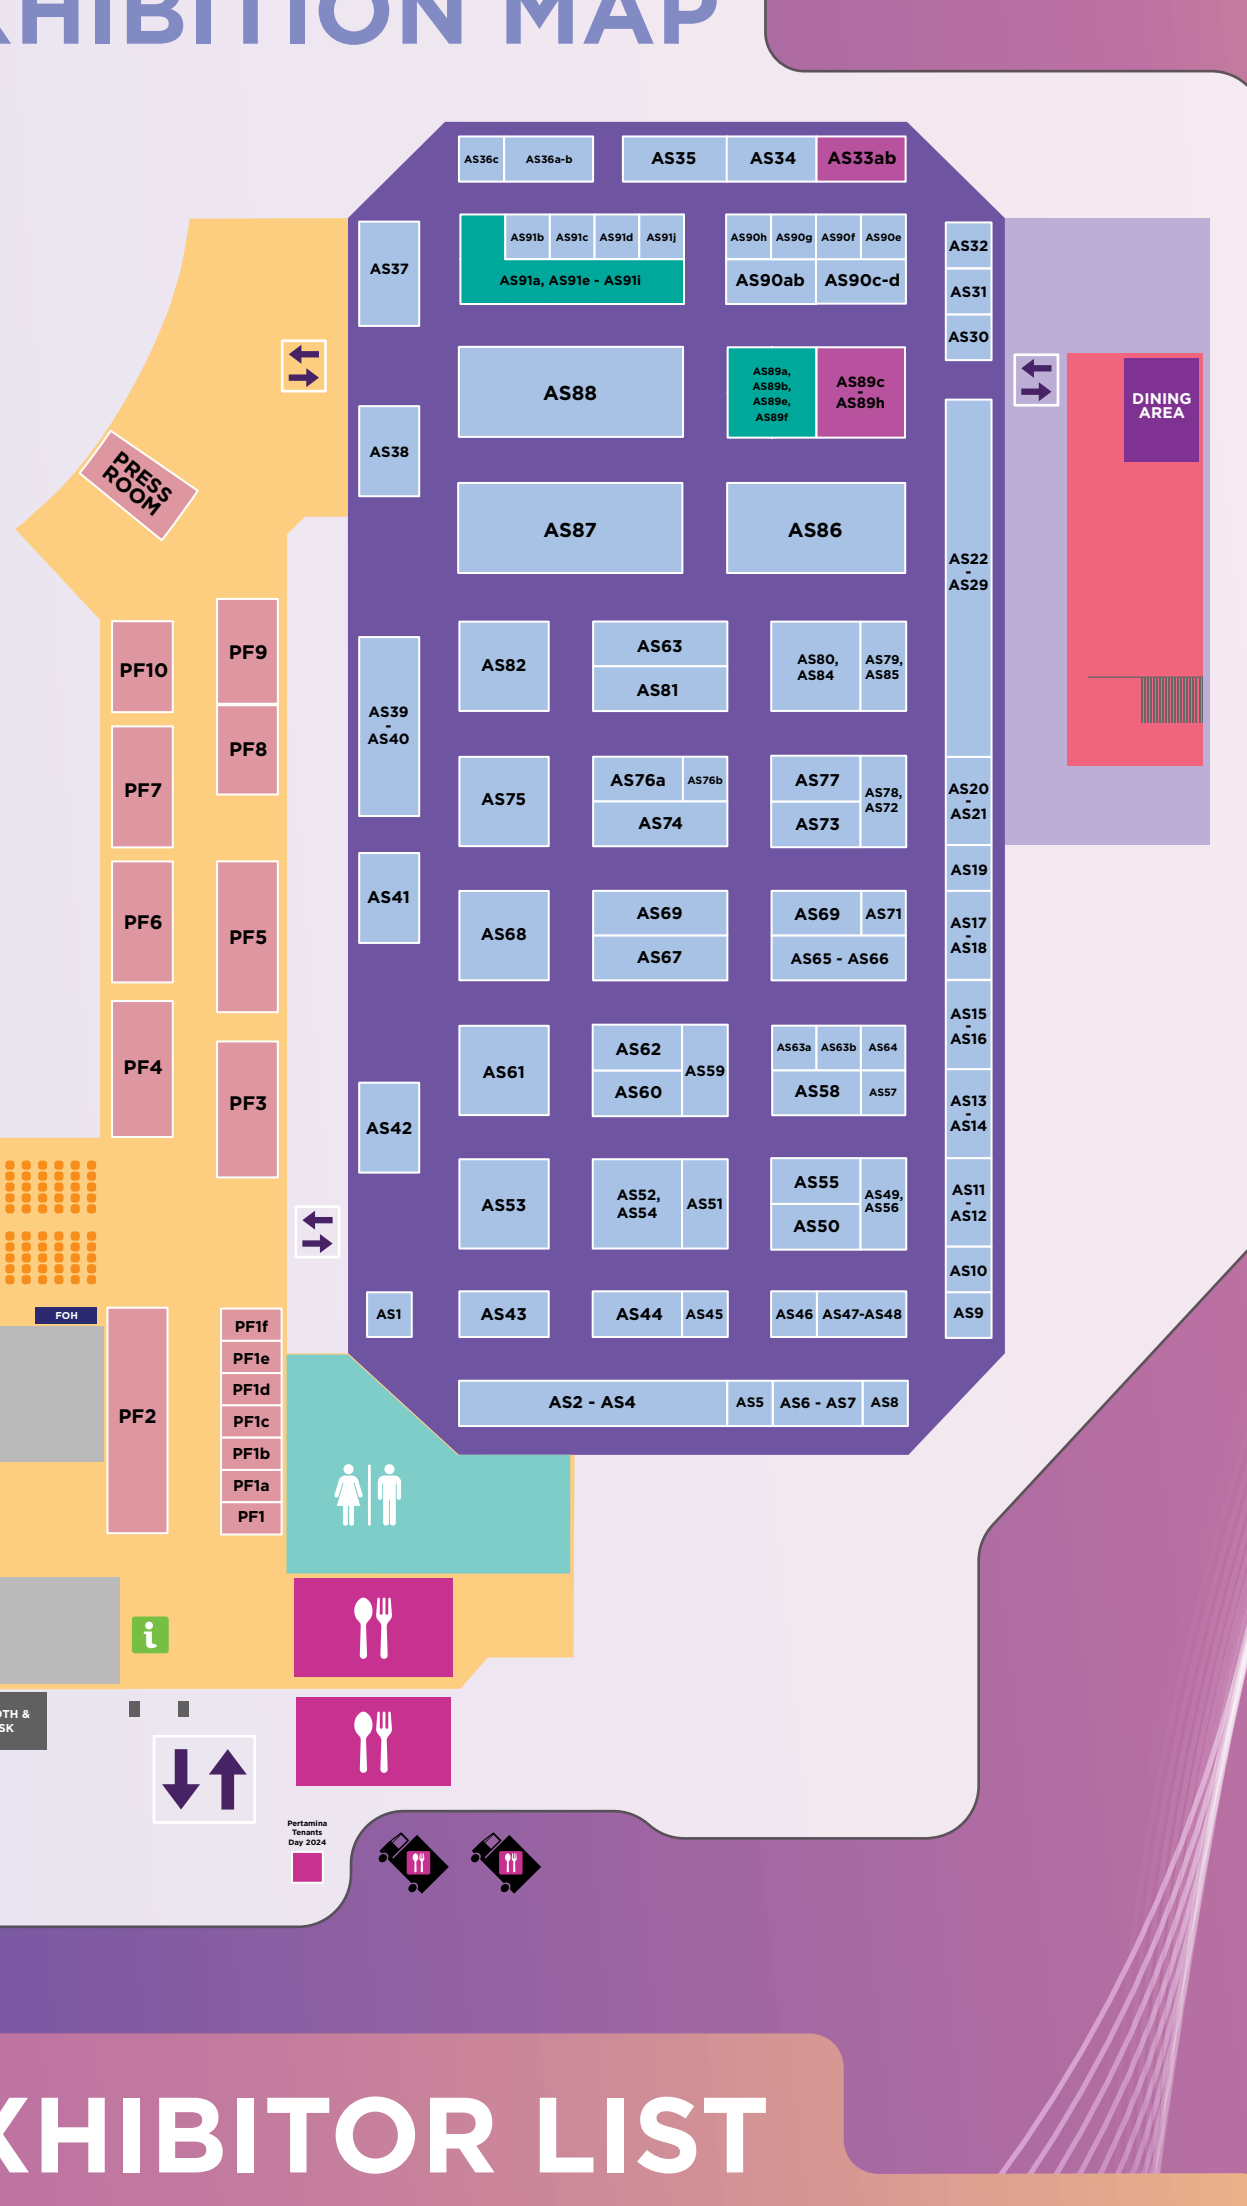 XHIBITION MAP
AS36c
AS36a-b
AS35
AS34
AS33ab
AS37
AS91b
AS91c
AS91d
AS91j
AS91a, AS91e - AS91i
AS90h
AS90g
AS90f
AS90e
AS90ab
AS90c-d
AS32
AS31
AS30
AS88
AS89a,
AS89b,
AS89e,
AS89f
AS89c
-
AS89h
DINING
AREA
AS38
PRESS
ROOM
AS87
AS86
AS22
-
AS29
PF10
PF9
PF8
PF7
AS39
-
AS40
AS82
AS63
AS81
AS80,
AS84
AS79,
AS85
AS75
AS76a
AS76b
AS74
AS77
AS73
AS78,
AS72
AS20
-
AS21
AS19
PF6
PF5
AS41
AS68
AS69
AS67
AS69
AS71
AS65 - AS66
AS17
-
AS18
PF4
PF3
AS42
AS61
AS62
AS60
AS59
AS63a
AS63b
AS64
AS58
AS57
AS15
-
AS16
AS13
-
AS14
AS53
AS52,
AS54
AS51
AS55
AS50
AS49,
AS56
AS11
-
AS12
AS10
AS9
AS1
AS43
AS44
AS45
AS46
AS47-AS48
FOH
PF2
PF1f
PF1e
PF1d
PF1c
PF1b
PF1a
PF1
AS2 - AS4
AS5
AS6 - AS7
AS8
i
OTH &
SK
Pertamina
Tenants
Day 2024
XHIBITOR LIST